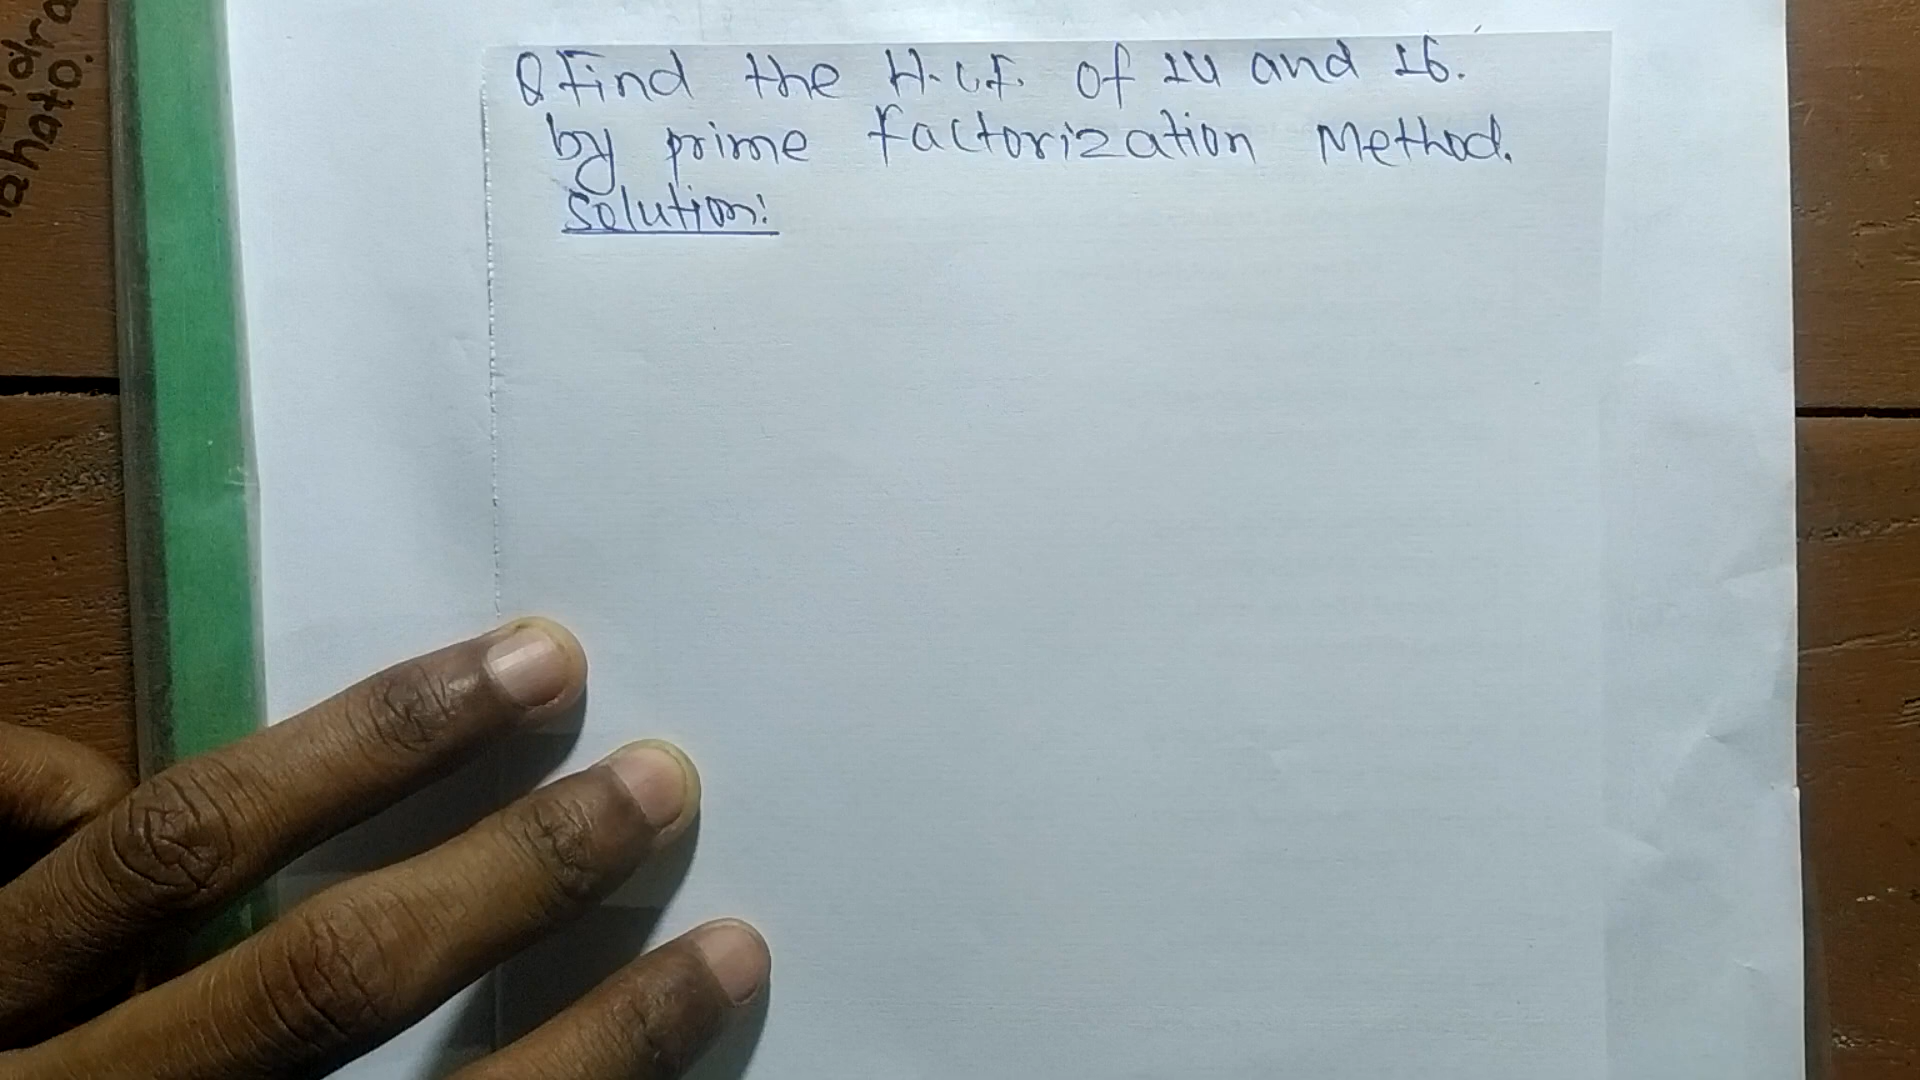 Q Find the H.C.F. of 14 and 16.
by prime factorization Method.
Solution: